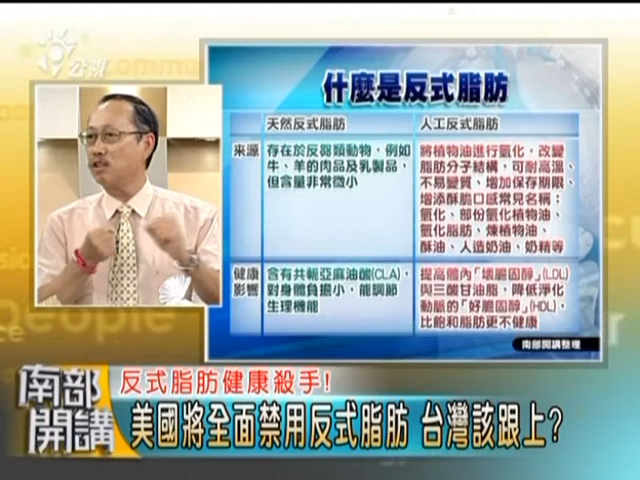 公視
什麼是反式脂肪
天然反式脂肪
人工反式脂肪
來源
存在於反芻類動物，例如
牛、羊的肉品及乳製品，
但含量非常微小
將植物油進行氫化，改變
脂肪分子結構，可耐高溫、
不易變質、增加保存期限、
增添酥脆口感常見名稱：
氫化、部份氫化植物油、
氫化脂肪、煉植物油、
酥油、人造奶油、奶精等
健康
影響
含有共軛亞麻油酸(CLA)，
對身體負擔小，能調節
生理機能
提高體內「壞膽固醇」(LDL)
與三酸甘油脂，降低淨化
動脈的「好膽固醇」(HDL)，
比飽和脂肪更不健康
南部開講整理
people
南部
開講
反式脂肪健康殺手！
美國將全面禁用反式脂肪 台灣該跟上？